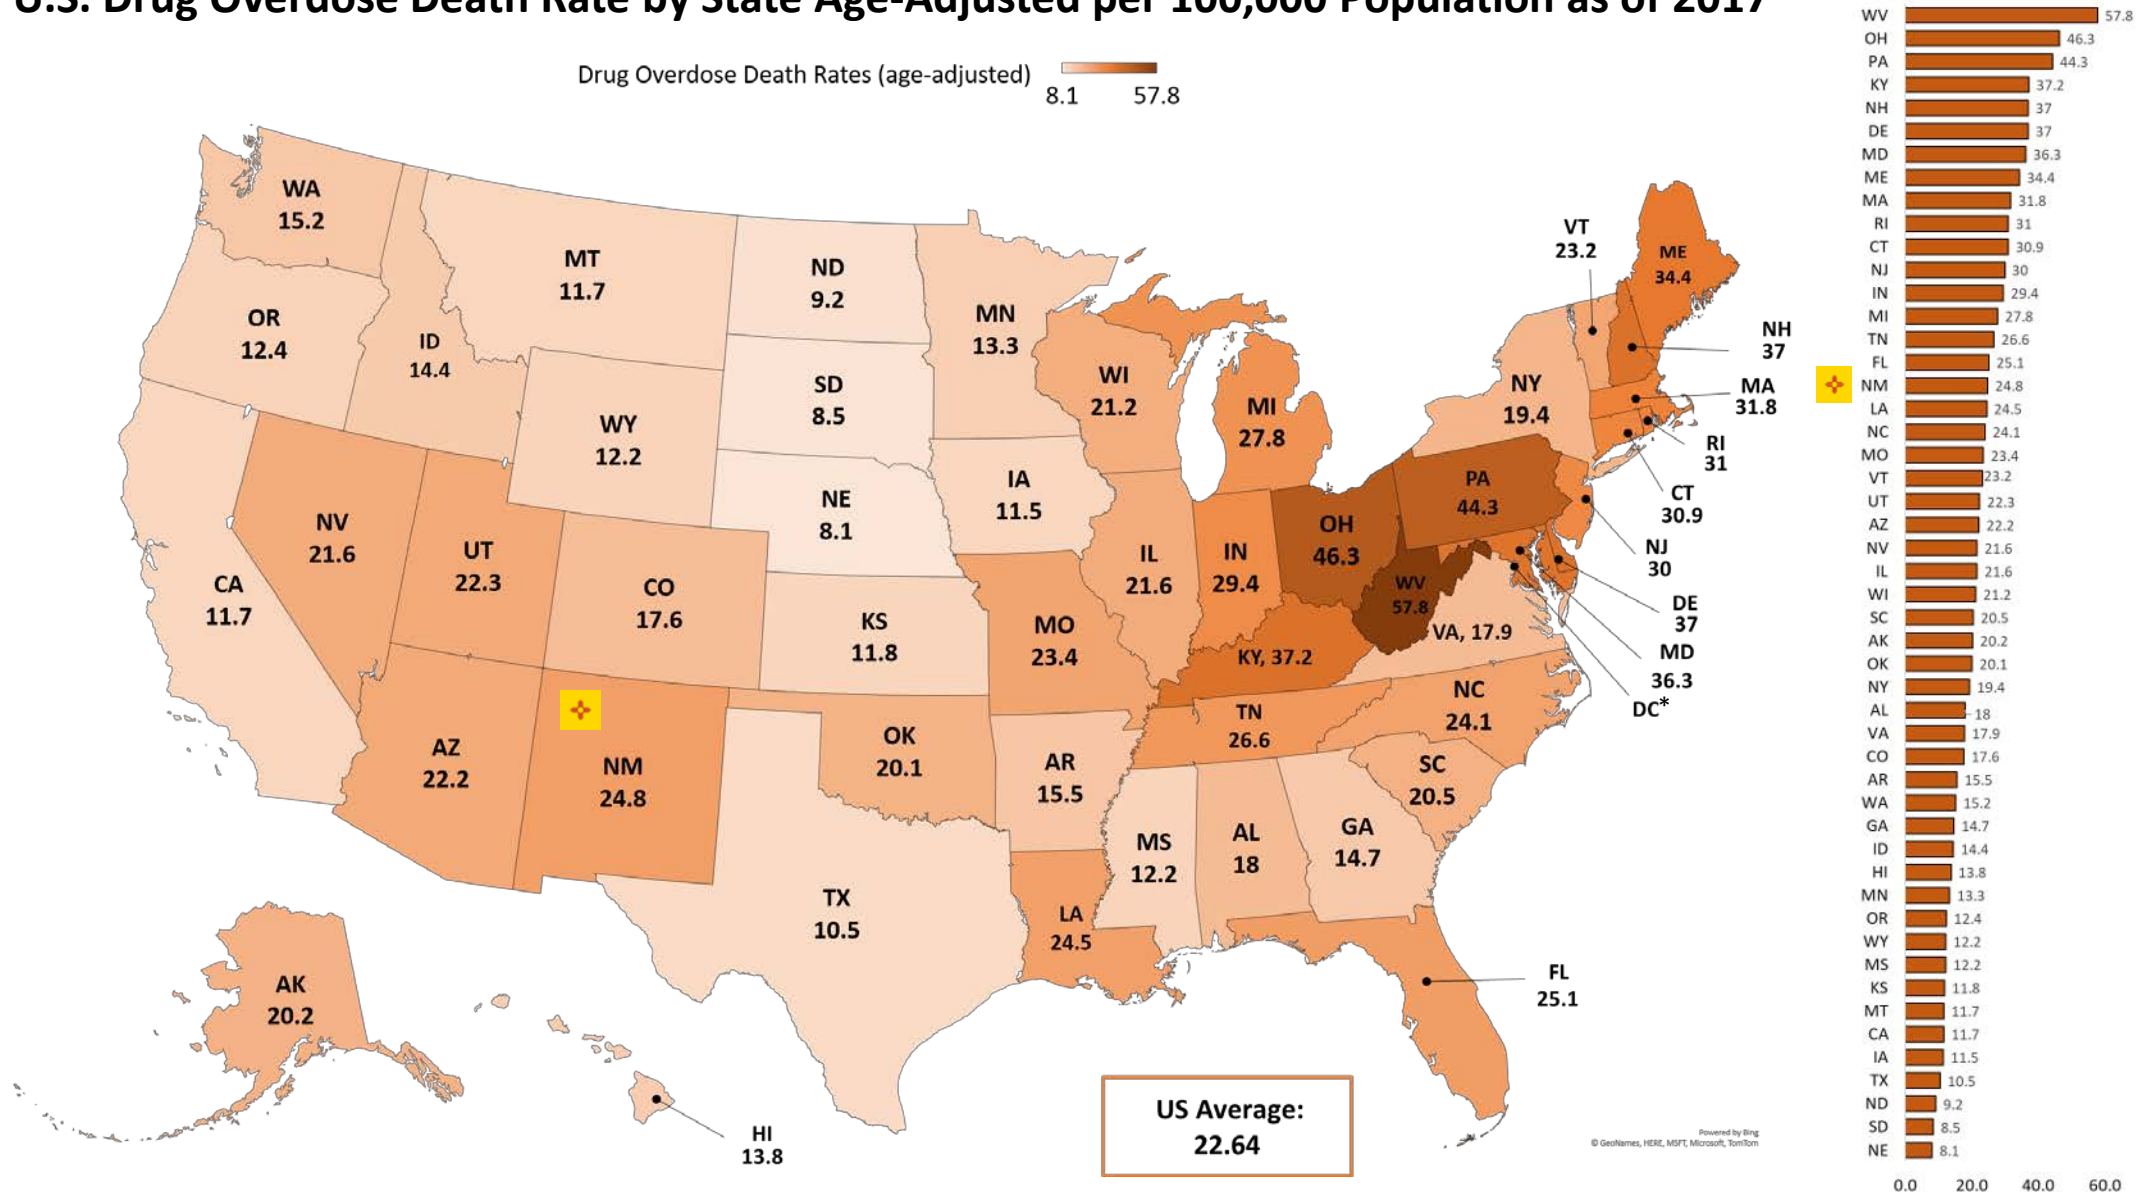 U.S. Drug Overdose Death Rate by State Age-Adjusted per 100,000 Population as of 2017
Drug Overdose Death Rates (age-adjusted)
8.1 57.8
WA
15.2
OR
12.4
ID
14.4
MT
11.7
ND
9.2
MN
13.3
SD
8.5
WY
12.2
NE
8.1
IA
11.5
WI
21.2
MI
27.8
NV
21.6
UT
22.3
CO
17.6
CA
11.7
KS
11.8
MO
23.4
IL
21.6
IN
29.4
OH
46.3
PA
44.3
NY
19.4
VT
23.2
ME
34.4
NH
37
MA
31.8
RI
31
CT
30.9
NJ
30
DE
37
MD
36.3
DC*
WV
57.8
VA, 17.9
KY, 37.2
TN
26.6
NC
24.1
SC
20.5
AZ
22.2
NM
24.8
OK
20.1
AR
15.5
TX
10.5
LA
24.5
MS
12.2
AL
18
GA
14.7
FL
25.1
AK
20.2
HI
13.8
US Average:
22.64
Powered by Bing
© GeoNames, HERE, MSFT, Microsoft, TomTom
WV 57.8
OH 46.3
PA 44.3
KY 37.2
NH 37
DE 37
MD 36.3
ME 34.4
MA 31.8
RI 31
CT 30.9
NJ 30
IN 29.4
MI 27.8
TN 26.6
FL 25.1
NM 24.8
LA 24.5
NC 24.1
MO 23.4
VT 23.2
UT 22.3
AZ 22.2
NV 21.6
IL 21.6
WI 21.2
SC 20.5
AK 20.2
OK 20.1
NY 19.4
AL 18
VA 17.9
CO 17.6
AR 15.5
WA 15.2
GA 14.7
ID 14.4
HI 13.8
MN 13.3
OR 12.4
WY 12.2
MS 12.2
KS 11.8
MT 11.7
CA 11.7
IA 11.5
TX 10.5
ND 9.2
SD 8.5
NE 8.1
0.0 20.0 40.0 60.0